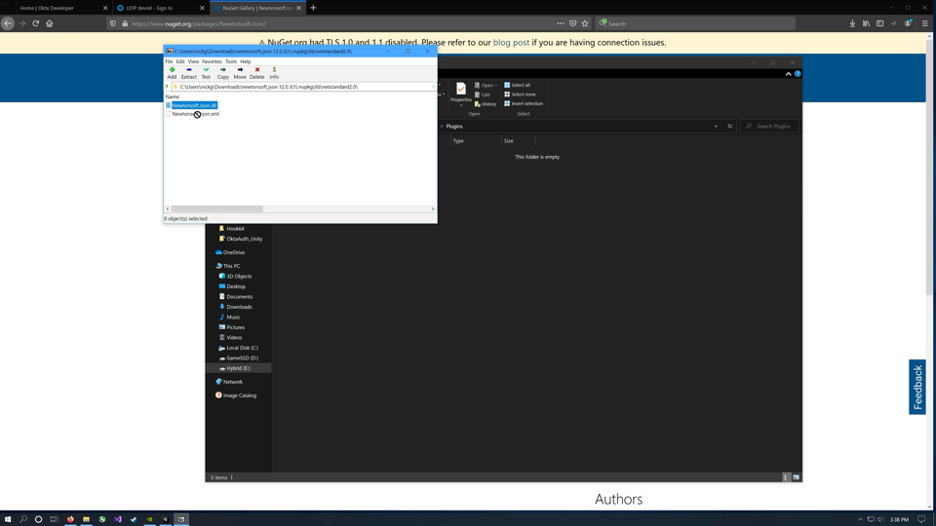 Home | Okta Developer
UDP devrel - Sign In
NuGet Gallery | Newtonsoft.Json
https://www.nuget.org/packages/Newtonsoft.Json/
Search
NuGet.org had TLS 1.0 and 1.1 disabled. Please refer to our blog post if you are having connection issues.
C:\Users\nickg\Downloads\newtonsoft.json.12.0.3(1).nupkg\lib\netstandard2.0\
File Edit View Favorites Tools Help
Add Extract Test Copy Move Delete Info
C:\Users\nickg\Downloads\newtonsoft.json.12.0.3(1).nupkg\lib\netstandard2.0\
Name
Newtonsoft.Json.dll
0 object(s) selected
Properties
Open
Edit
History
Open
Select all
Select none
Invert selection
Select
Plugins
Search Plugins
Type
Size
This folder is empty.
Hook64
OktaAuth_Unity
OneDrive
This PC
3D Objects
Desktop
Documents
Downloads
Music
Pictures
Videos
Local Disk (C:)
GameSSD (D:)
Hybrid (E:)
Network
Image Catalog
0 items
Feedback
Authors
3:38 PM